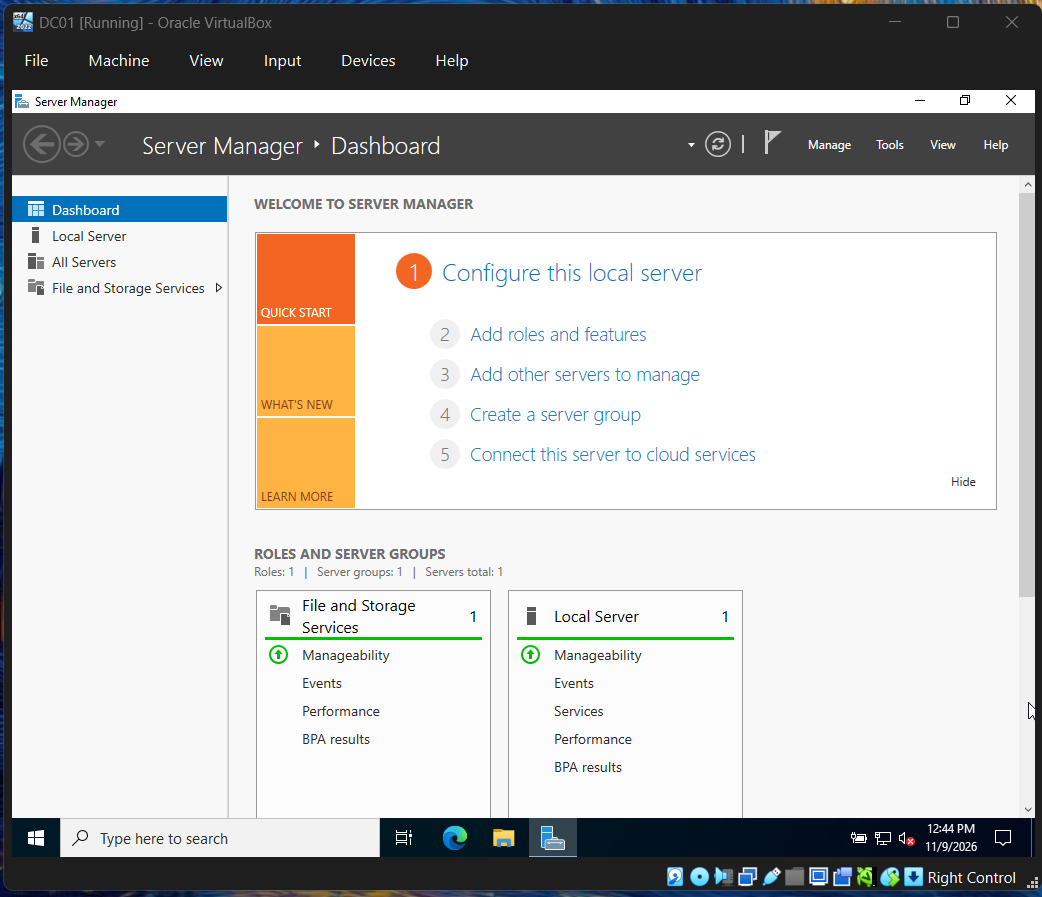 DC01 [Running] - Oracle VirtualBox
File Machine View Input Devices Help
Server Manager
Server Manager ‣ Dashboard
Manage Tools View Help
Dashboard
Local Server
All Servers
File and Storage Services
WELCOME TO SERVER MANAGER
QUICK START
WHAT'S NEW
LEARN MORE
1 Configure this local server
2 Add roles and features
3 Add other servers to manage
4 Create a server group
5 Connect this server to cloud services
Hide
ROLES AND SERVER GROUPS
Roles: 1 | Server groups: 1 | Servers total: 1
File and Storage
Services 1
Manageability
Events
Performance
BPA results
Local Server 1
Manageability
Events
Services
Performance
BPA results
Type here to search
12:44 PM
11/9/2026
Right Control